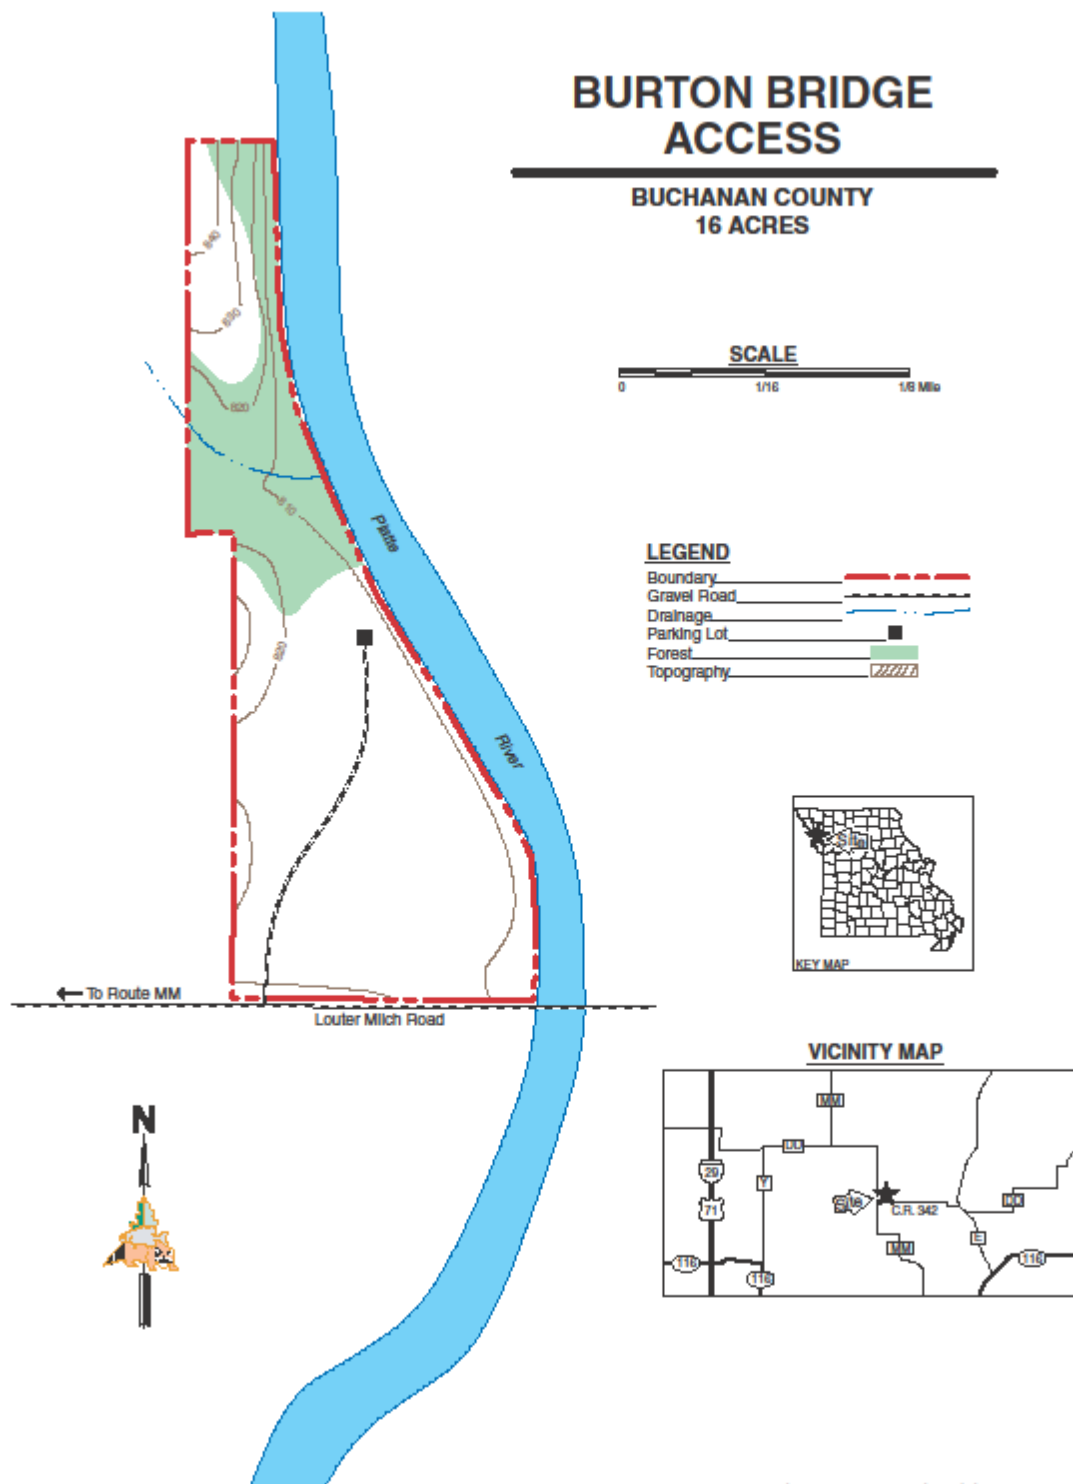 BURTON BRIDGE
ACCESS
BUCHANAN COUNTY
16 ACRES
SCALE
0 1/16 1/8 Mile
840
830
820
810
820
Platte
River
LEGEND
Boundary
Gravel Road
Drainage
Parking Lot
Forest
Topography
Site
KEY MAP
To Route MM
Louter Milch Road
N
VICINITY MAP
MM
DD
29
Y
71
Site
C.R. 342
DD
E
MM
116
116
116